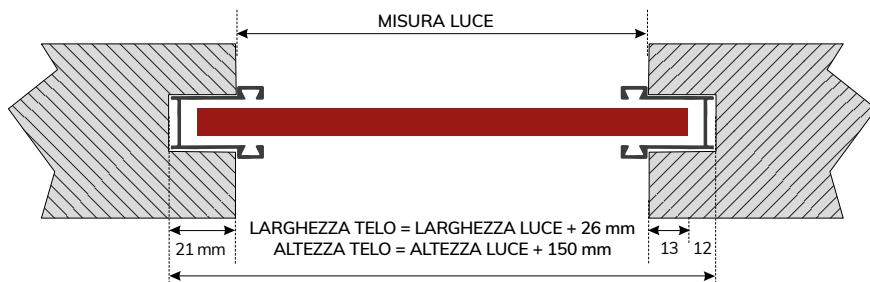 MISURA LUCE
LARGHEZZA TELO = LARGHEZZA LUCE + 26 mm
21 mm ALTEZZA TELO = ALTEZZA LUCE + 150 mm 13 12